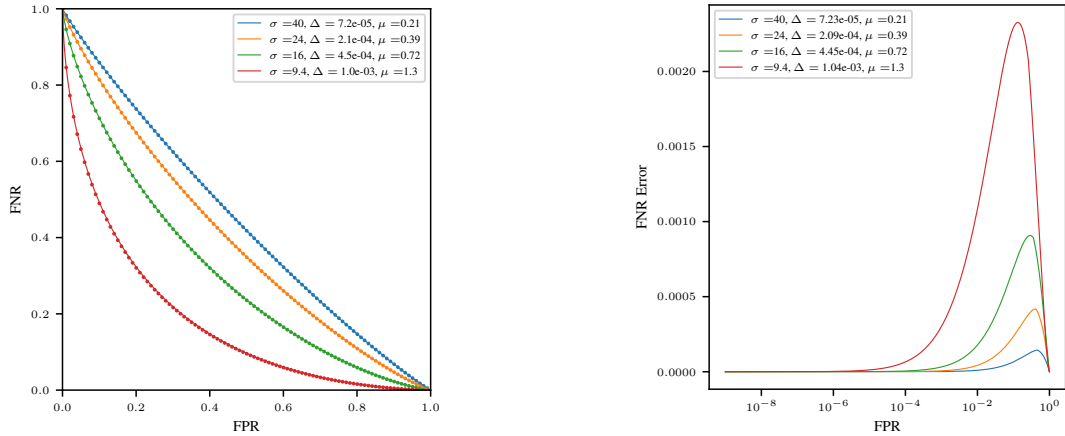 σ =40, Δ = 7.2e-05, μ =0.21
σ =24, Δ = 2.1e-04, μ =0.39
σ =16, Δ = 4.5e-04, μ =0.72
σ =9.4, Δ = 1.0e-03, μ =1.3
1.0
0.8
0.6
0.4
0.2
0.0
FNR
0.0 0.2 0.4 0.6 0.8 1.0
FPR
σ =40, Δ = 7.23e-05, μ =0.21
σ =24, Δ = 2.09e-04, μ =0.39
σ =16, Δ = 4.45e-04, μ =0.72
σ =9.4, Δ = 1.04e-03, μ =1.3
0.0020
0.0015
0.0010
0.0005
0.0000
FNR Error
10⁻⁸ 10⁻⁶ 10⁻⁴ 10⁻² 10⁰
FPR